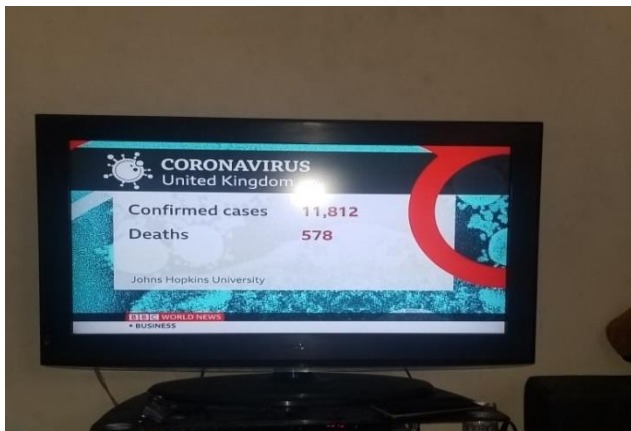 CORONAVIRUS
United Kingdom
Confirmed cases 11,812
Deaths 578
Johns Hopkins University
BBC WORLD NEWS
• BUSINESS